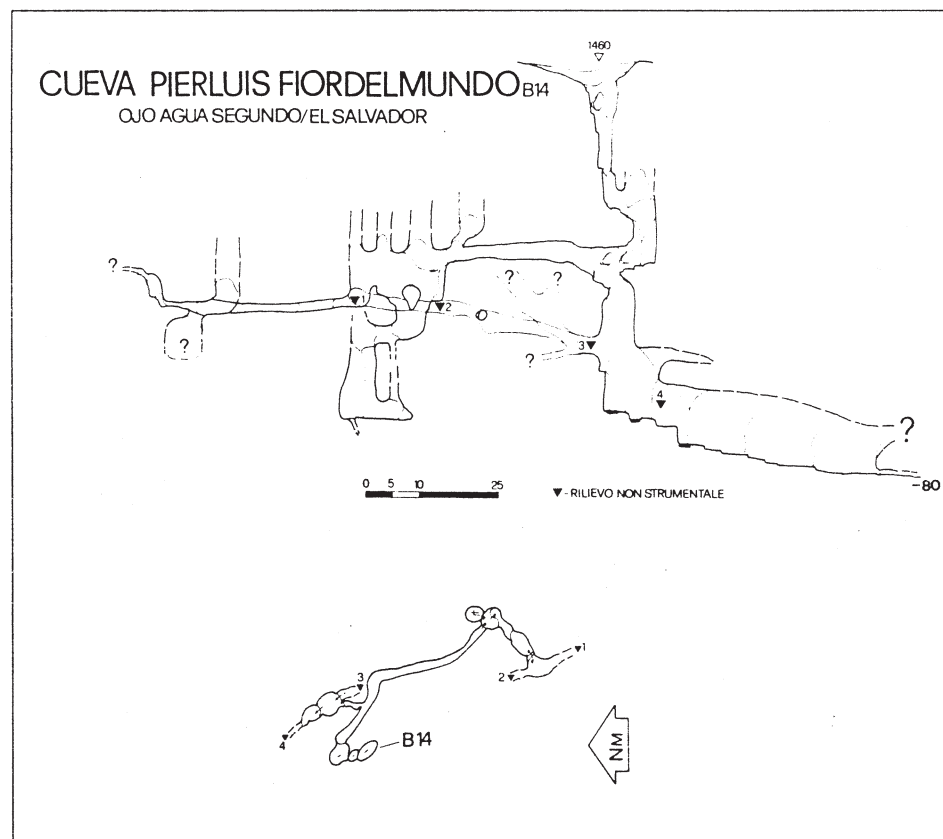 CUEVA PIERLUIS FIORDELMUNDO B14
OJO AGUA SEGUNDO/EL SALVADOR
1460
?
?
?
?
?
1
2
3
4
?
-80
0 5 10 25
▼-RILIEVO NON STRUMENTALE
1
2
3
4
B14
NM